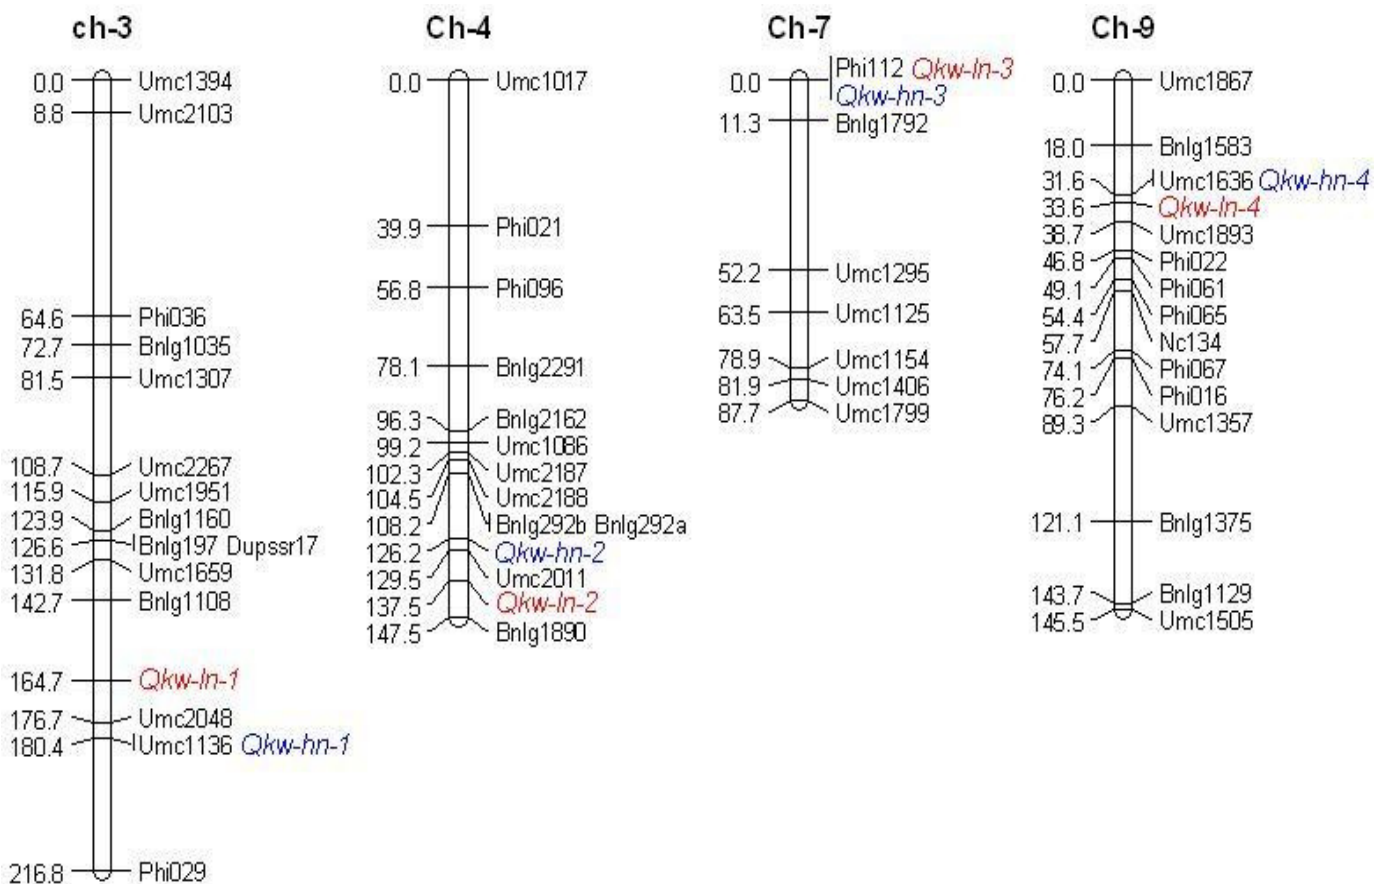 ch-3
0.0 Umc1394
8.8 Umc2103
64.6 Phi036
72.7 Bnlg1035
81.5 Umc1307
108.7 Umc2267
115.9 Umc1951
123.9 Bnlg1160
126.6 Bnlg197 Dupssr17
131.8 Umc1659
142.7 Bnlg1108
164.7 Qkw-ln-1
176.7 Umc2048
180.4 Umc1136 Qkw-hn-1
216.8 Phi029
Ch-4
0.0 Umc1017
39.9 Phi021
56.8 Phi096
78.1 Bnlg2291
96.3 Bnlg2162
99.2 Umc1086
102.3 Umc2187
104.5 Umc2188
108.2 Bnlg292b Bnlg292a
126.2 Qkw-hn-2
129.5 Umc2011
137.5 Qkw-ln-2
147.5 Bnlg1890
Ch-7
Phi112 Qkw-ln-3
0.0 Qkw-hn-3
11.3 Bnlg1792
52.2 Umc1295
63.5 Umc1125
78.9 Umc1154
81.9 Umc1406
87.7 Umc1799
Ch-9
0.0 Umc1867
18.0 Bnlg1583
31.6 Umc1636 Qkw-hn-4
33.6 Qkw-ln-4
38.7 Umc1893
46.8 Phi022
49.1 Phi061
54.4 Phi065
57.7 Nc134
74.1 Phi067
76.2 Phi016
89.3 Umc1357
121.1 Bnlg1375
143.7 Bnlg1129
145.5 Umc1505